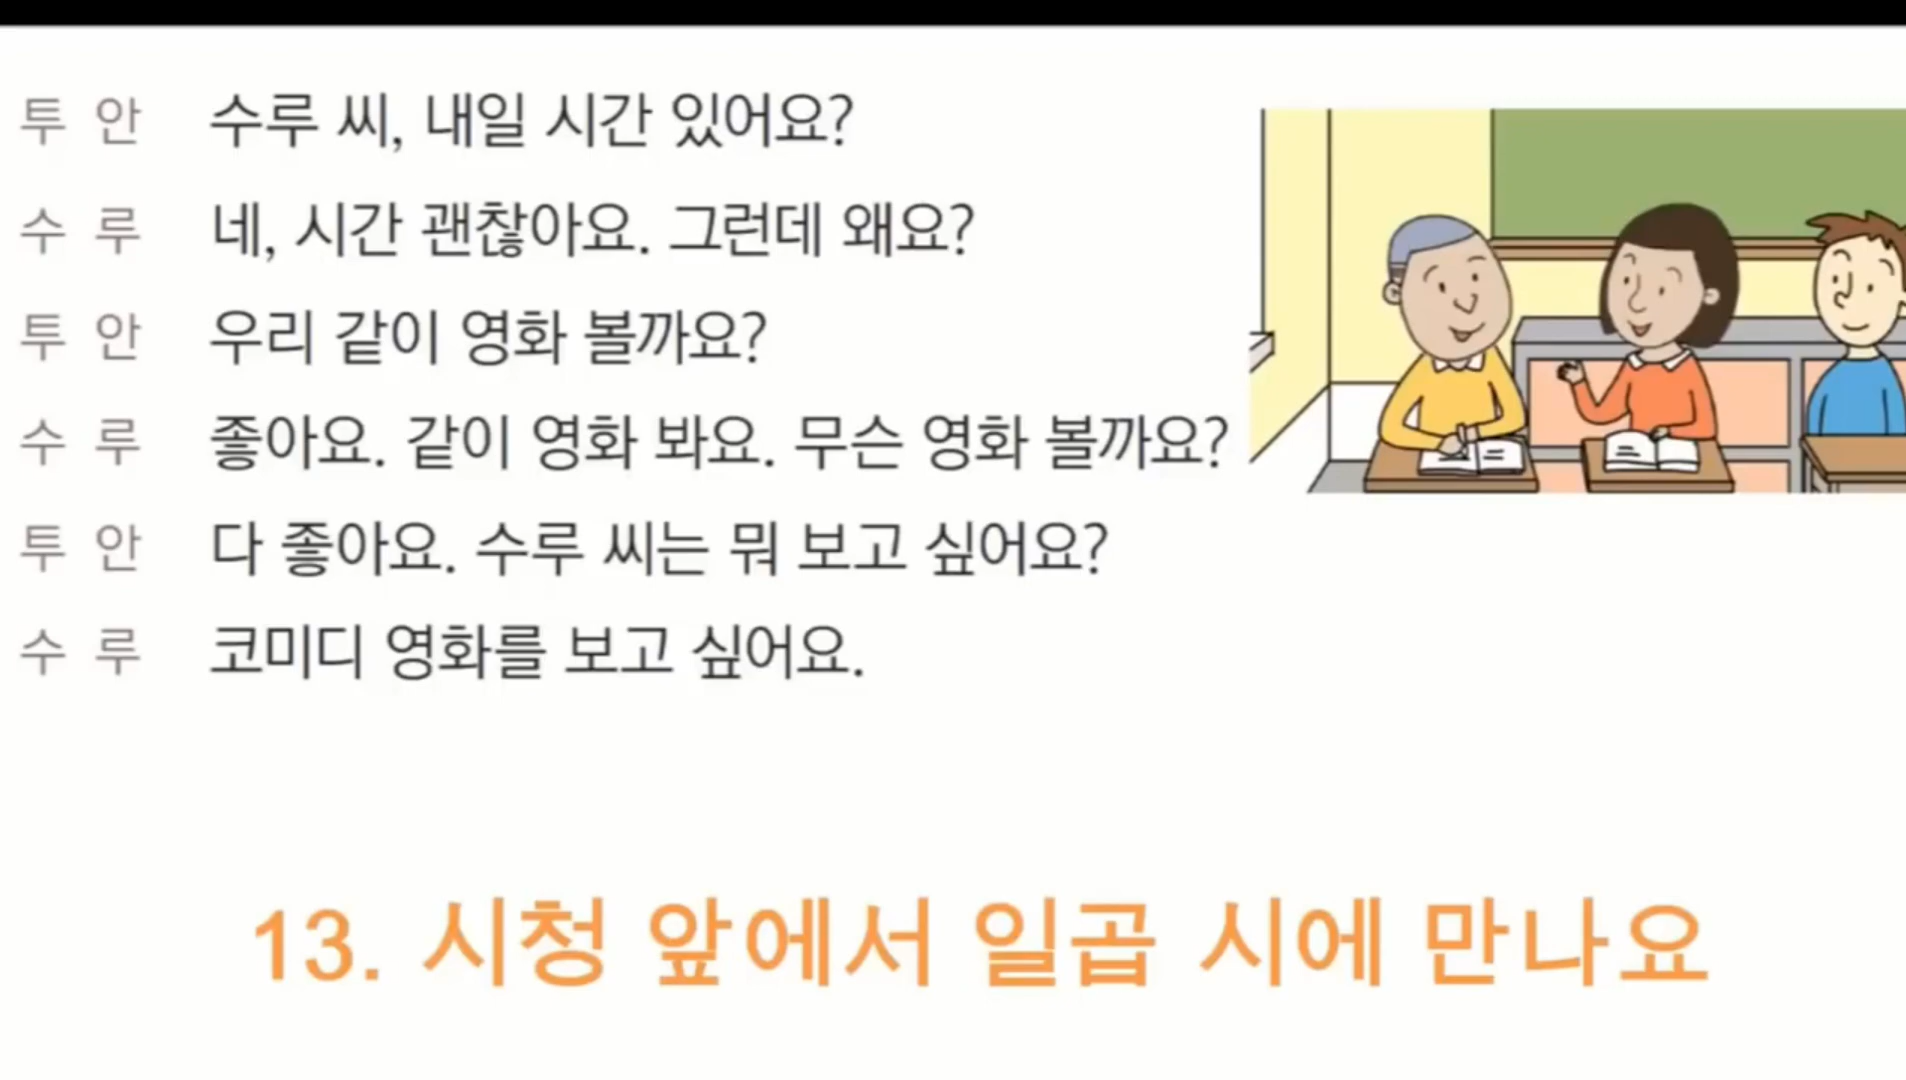 투 안 수루 씨, 내일 시간 있어요?
수 루 네, 시간 괜찮아요. 그런데 왜요?
투 안 우리 같이 영화 볼까요?
수 루 좋아요. 같이 영화 봐요. 무슨 영화 볼까요?
투 안 다 좋아요. 수루 씨는 뭐 보고 싶어요?
수 루 코미디 영화를 보고 싶어요.
13. 시청 앞에서 일곱 시에 만나요